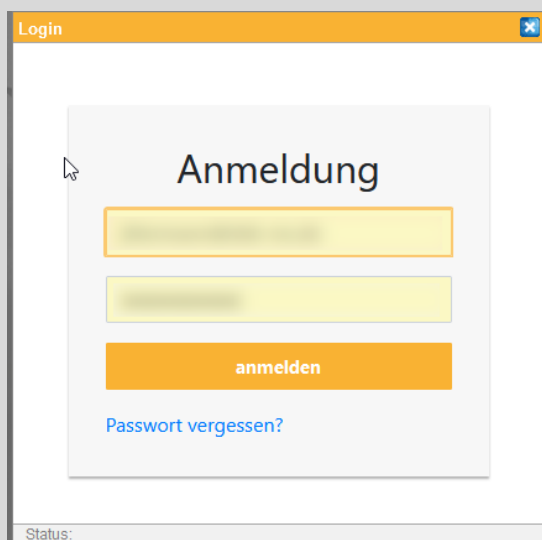 Login
Anmeldung
anmelden
Passwort vergessen?
Status: